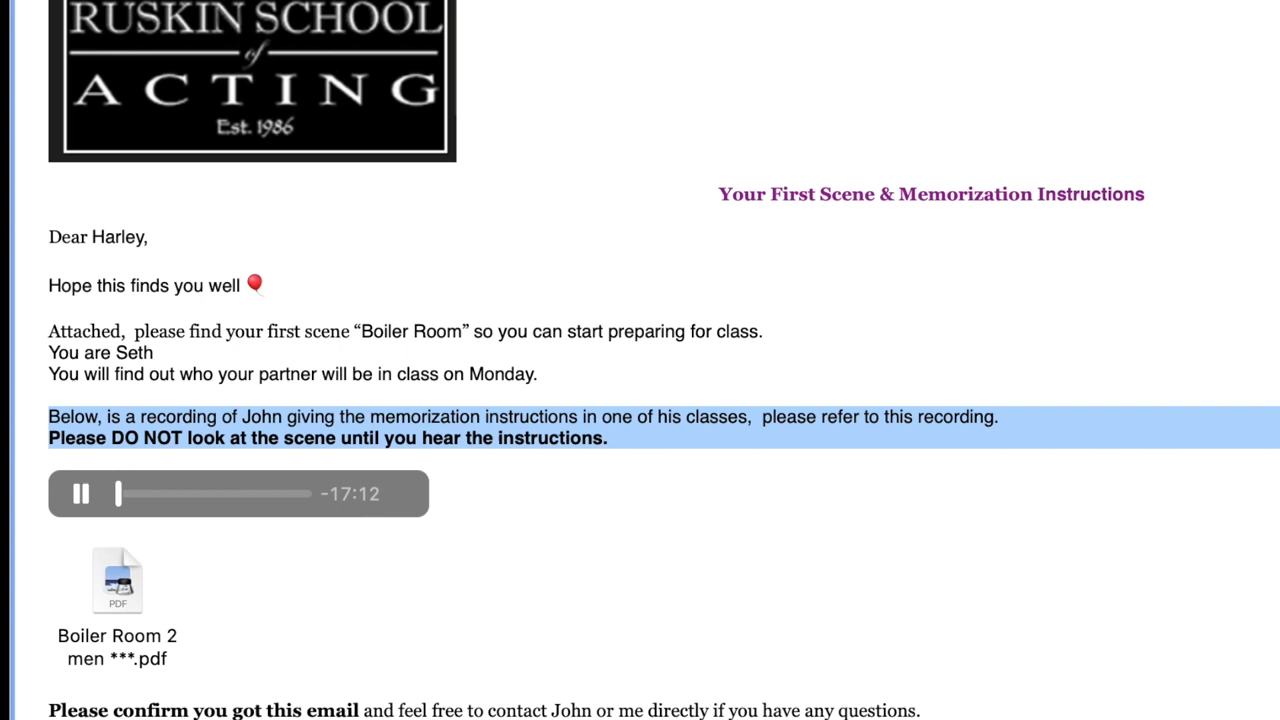 RUSKIN SCHOOL
of
ACTING
Est. 1986
Your First Scene & Memorization Instructions
Dear Harley,
Hope this finds you well 🎈
Attached,  please find your first scene “Boiler Room” so you can start preparing for class.
You are Seth
You will find out who your partner will be in class on Monday.
Below, is a recording of John giving the memorization instructions in one of his classes,  please refer to this recording.
Please DO NOT look at the scene until you hear the instructions.
-17:12
PDF
Boiler Room 2
men ***.pdf
Please confirm you got this email and feel free to contact John or me directly if you have any questions.